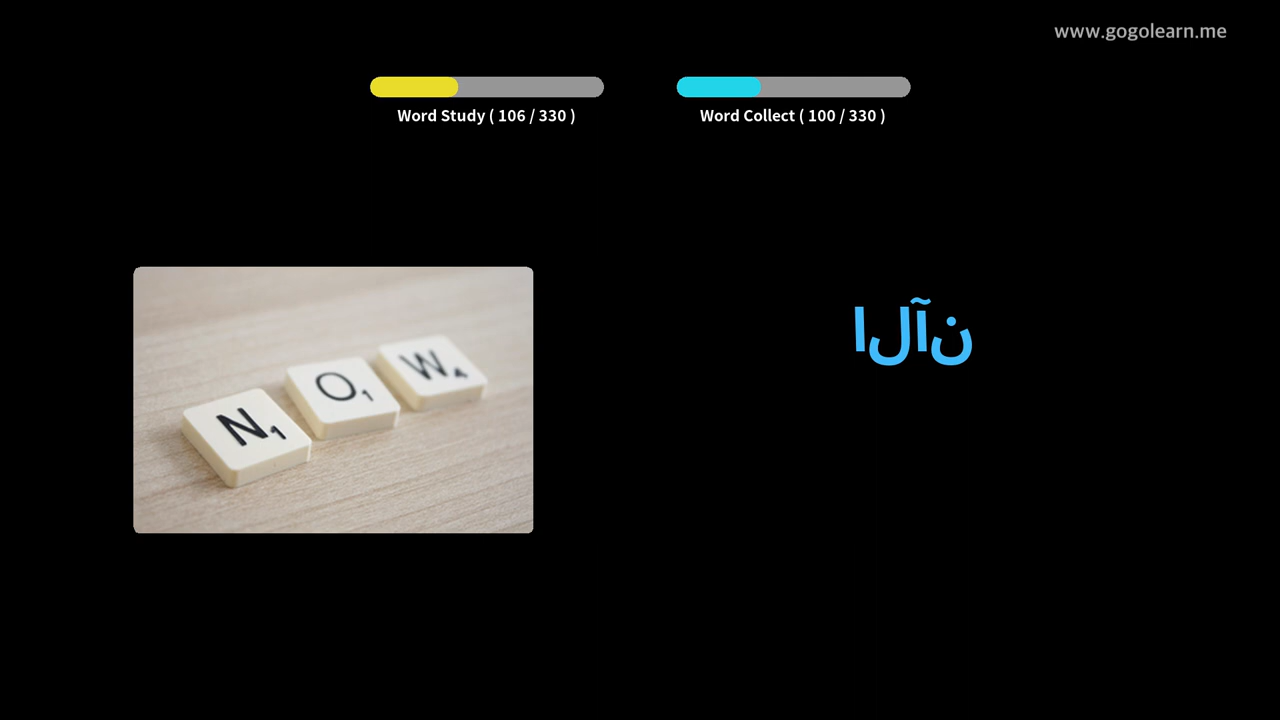 www.gogolearn.me
Word Study ( 106 / 330 )
Word Collect ( 100 / 330 )
الآن
N1 O1 W4